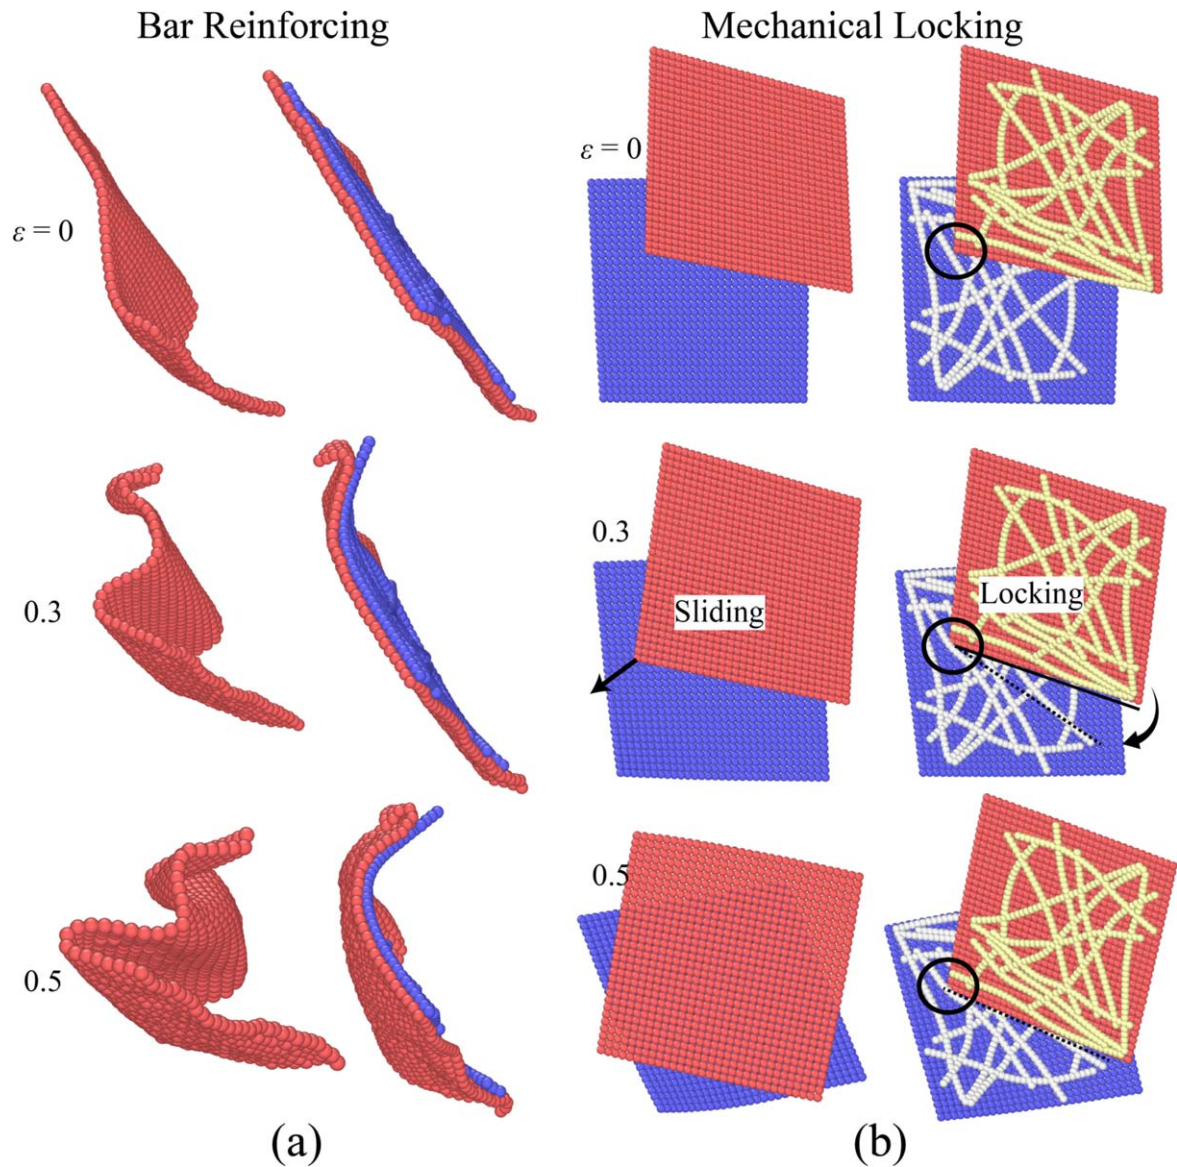 Bar Reinforcing
Mechanical Locking
ε = 0
ε = 0
0.3
0.3
Sliding
Locking
0.5
0.5
(a)
(b)